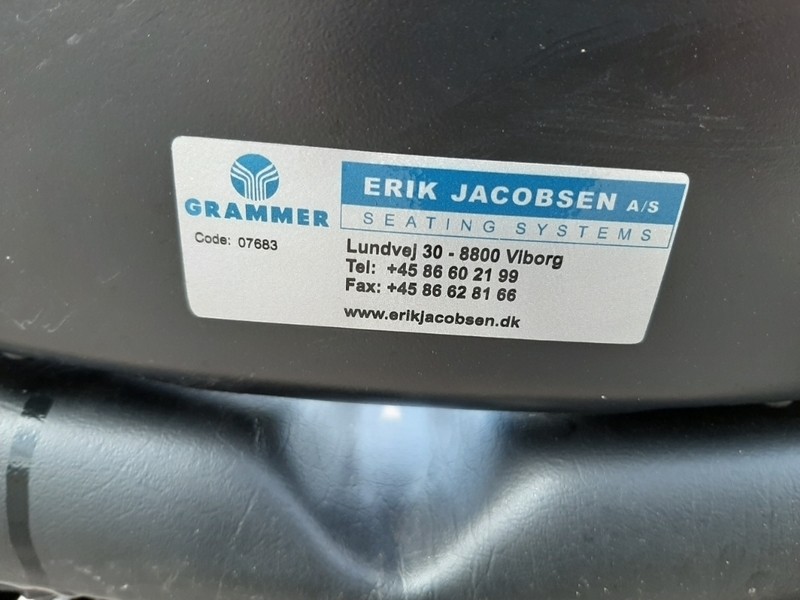 GRAMMER
Code: 07683
ERIK JACOBSEN A/S
SEATING SYSTEMS
Lundvej 30 - 8800 Viborg
Tel: +45 86 60 21 99
Fax: +45 86 62 81 66
www.erikjacobsen.dk